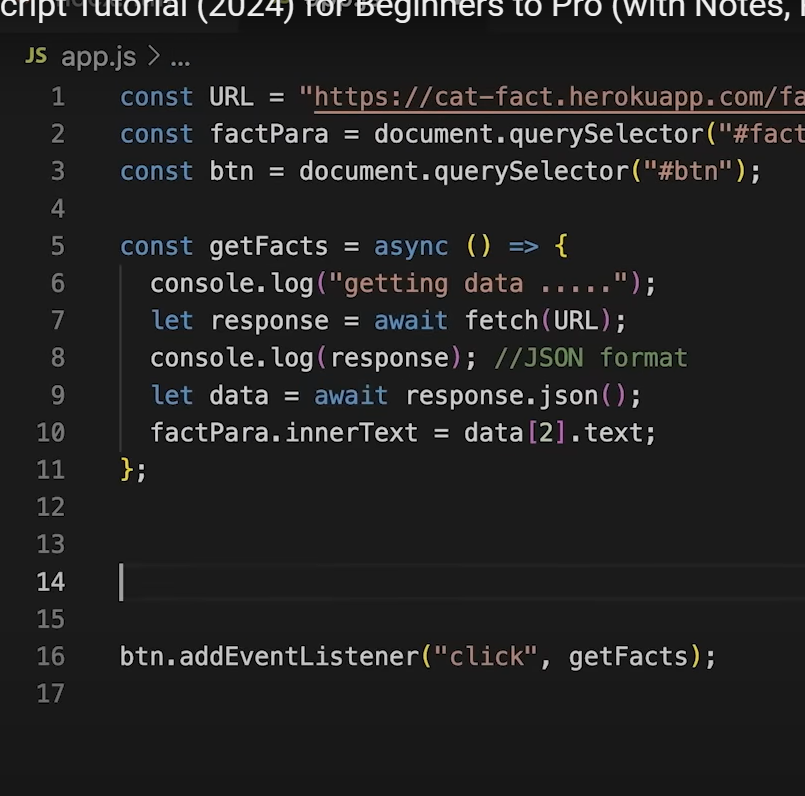 cript Tutorial (2024) for Beginners to Pro (with Notes,
JS app.js > ...
1 const URL = "https://cat-fact.herokuapp.com/fa
2 const factPara = document.querySelector("#fact
3 const btn = document.querySelector("#btn");
4
5 const getFacts = async () => {
6 console.log("getting data .....");
7 let response = await fetch(URL);
8 console.log(response); //JSON format
9 let data = await response.json();
10 factPara.innerText = data[2].text;
11 };
12
13
14
15
16 btn.addEventListener("click", getFacts);
17